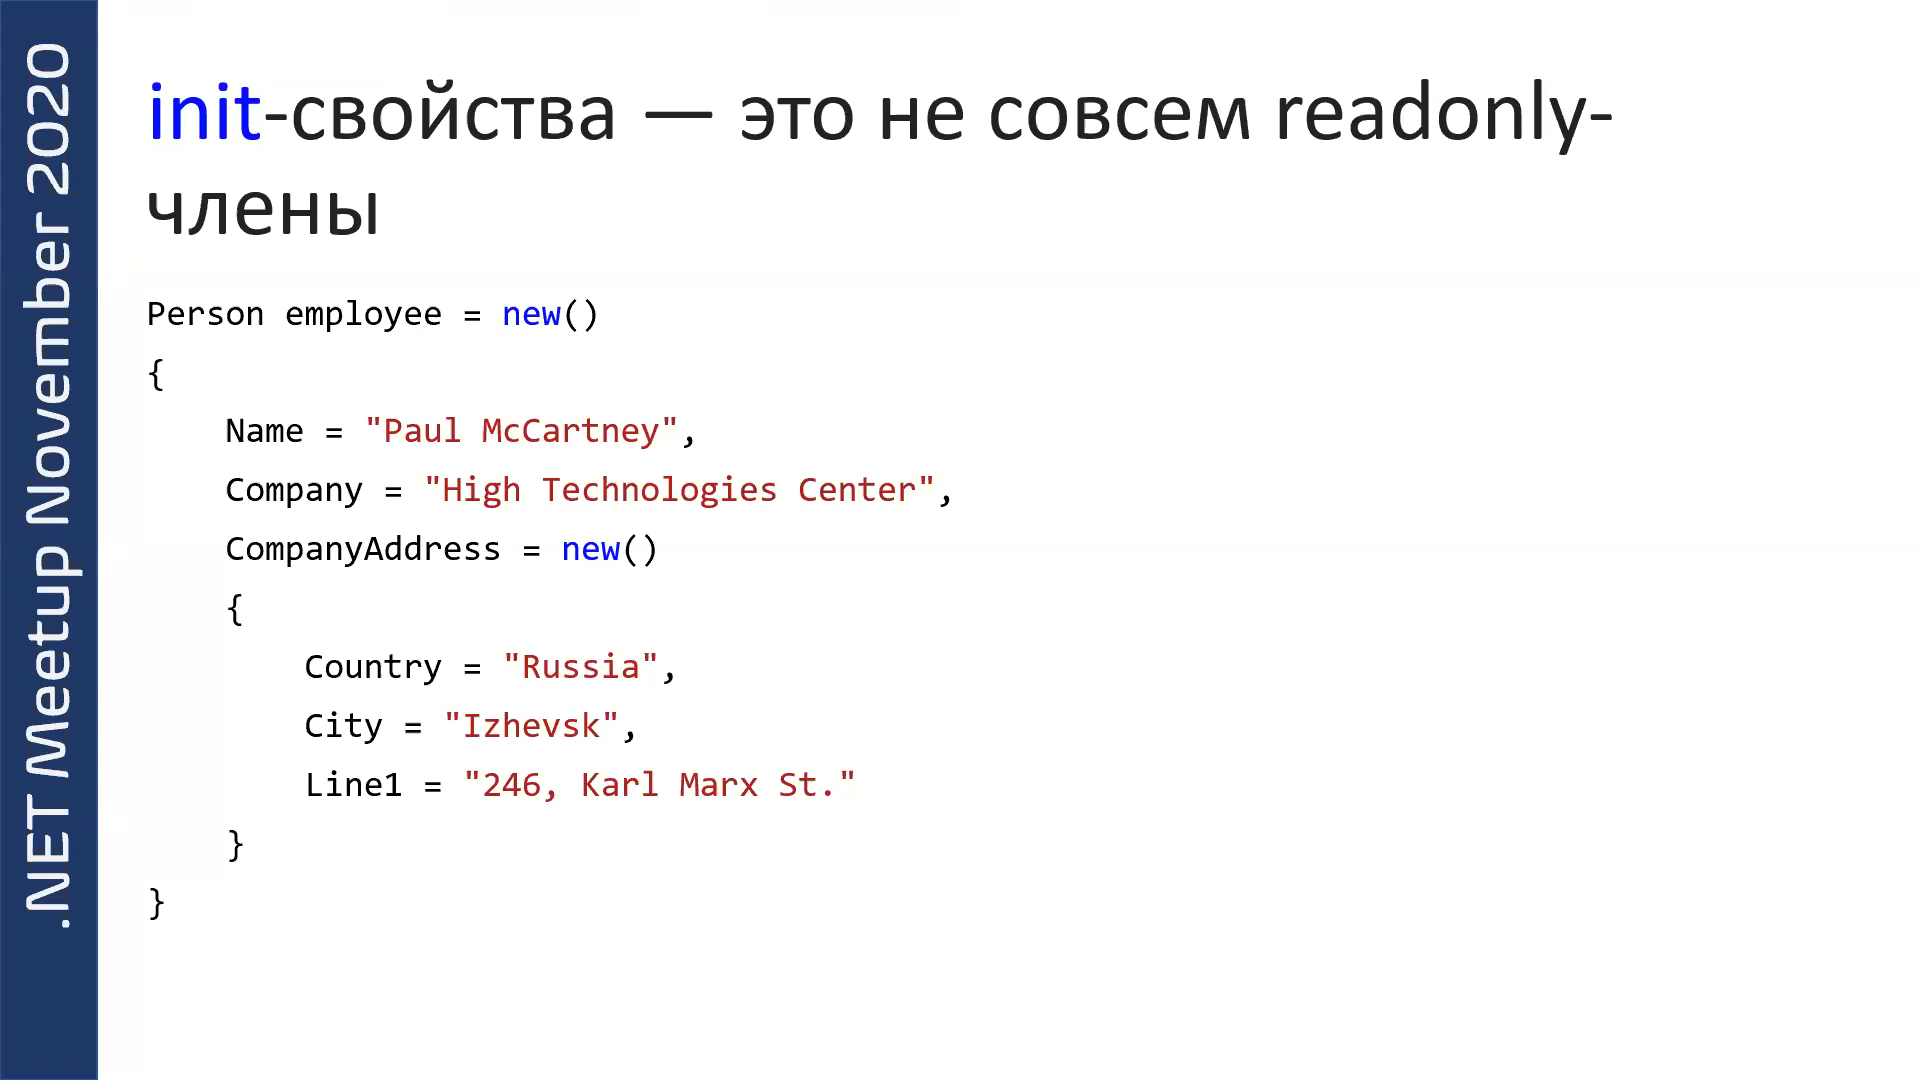 .NET Meetup November 2020
init-свойства — это не совсем readonly-
члены
Person employee = new()
{
    Name = "Paul McCartney",
    Company = "High Technologies Center",
    CompanyAddress = new()
    {
        Country = "Russia",
        City = "Izhevsk",
        Line1 = "246, Karl Marx St."
    }
}